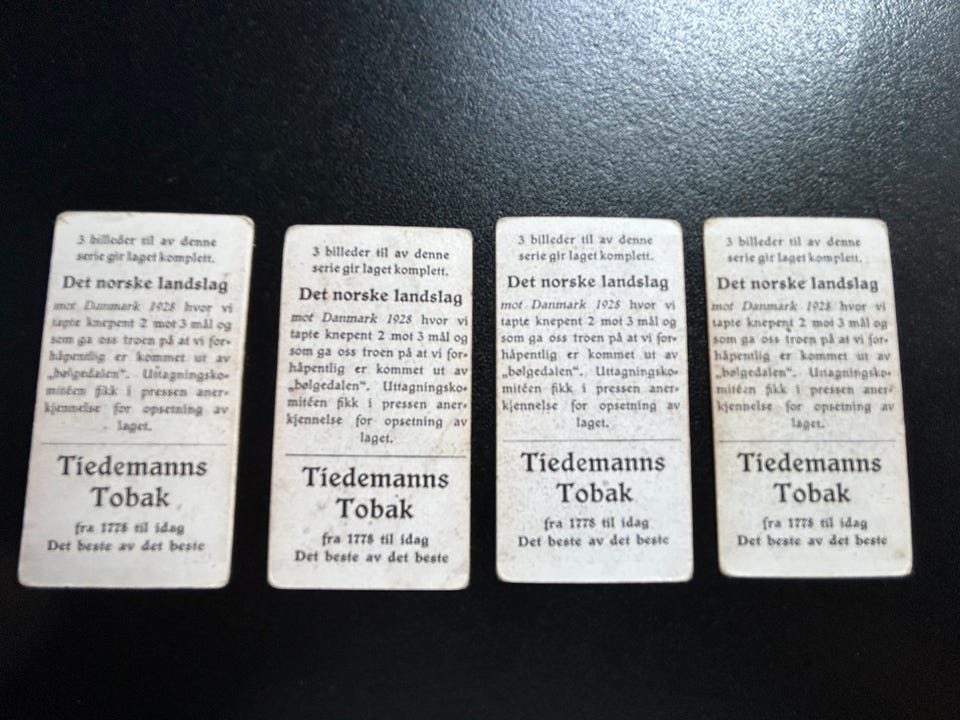 3 billeder til av denne
serie gir laget komplett.
Det norske landslag
mot Danmark 1928 hvor vi
tapte knepent 2 mot 3 mål og
som ga oss troen på at vi for-
håpentlig er kommet ut av
„bølgedalen“. Uttagningsko-
mitéen fikk i pressen aner-
kjennelse for opsetning av
laget.
Tiedemanns
Tobak
fra 1778 til idag
Det beste av det beste
3 billeder til av denne
serie gir laget komplett.
Det norske landslag
mot Danmark 1928 hvor vi
tapte knepent 2 mot 3 mål og
som ga oss troen på at vi for-
håpentlig er kommet ut av
„bølgedalen“. Uttagningsko-
mitéen fikk i pressen aner-
kjennelse for opsetning av
laget.
Tiedemanns
Tobak
fra 1778 til idag
Det beste av det beste
3 billeder til av denne
serie gir laget komplett.
Det norske landslag
mot Danmark 1928 hvor vi
tapte knepent 2 mot 3 mål og
som ga oss troen på at vi for-
håpentlig er kommet ut av
„bølgedalen“. Uttagningsko-
mitéen fikk i pressen aner-
kjennelse for opsetning av
laget.
Tiedemanns
Tobak
fra 1778 til idag
Det beste av det beste
3 billeder til av denne
serie gir laget komplett.
Det norske landslag
mot Danmark 1928 hvor vi
tapte knepent 2 mot 3 mål og
som ga oss troen på at vi for-
håpentlig er kommet ut av
„bølgedalen“. Uttagningsko-
mitéen fikk i pressen aner-
kjennelse for opsetning av
laget.
Tiedemanns
Tobak
fra 1778 til idag
Det beste av det beste